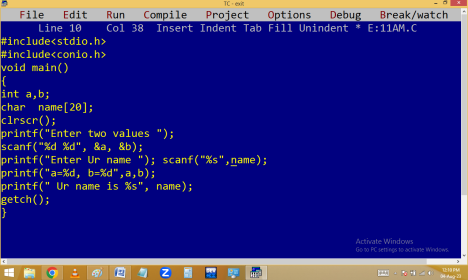 TC - exit
File Edit Run Compile Project Options Debug Break/watch
Line 10 Col 38 Insert Indent Tab Fill Unindent * E:11AM.C
#include<stdio.h>
#include<conio.h>
void main()
{
int a,b;
char name[20];
clrscr();
printf("Enter two values ");
scanf("%d %d", &a, &b);
printf("Enter Ur name "); scanf("%s",name);
printf("a=%d, b=%d",a,b);
printf(" Ur name is %s", name);
getch();
}
Activate Windows
Go to PC settings to activate Windows.